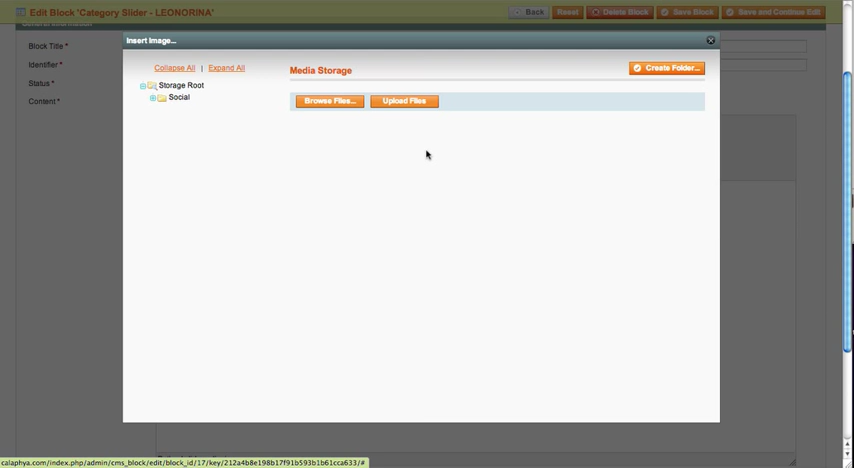 Edit Block 'Category Slider - LEONORINA'
Back
Reset
Delete Block
Save Block
Save and Continue Edit
General Information
Block Title *
Identifier *
Status *
Content *
Insert Image...
Collapse All | Expand All
Storage Root
Social
Media Storage
Create Folder...
Browse Files...
Upload Files
calaphya.com/index.php/admin/cms_block/edit/block_id/17/key/212a4b8e198b17f91b593b1b61cca633/#